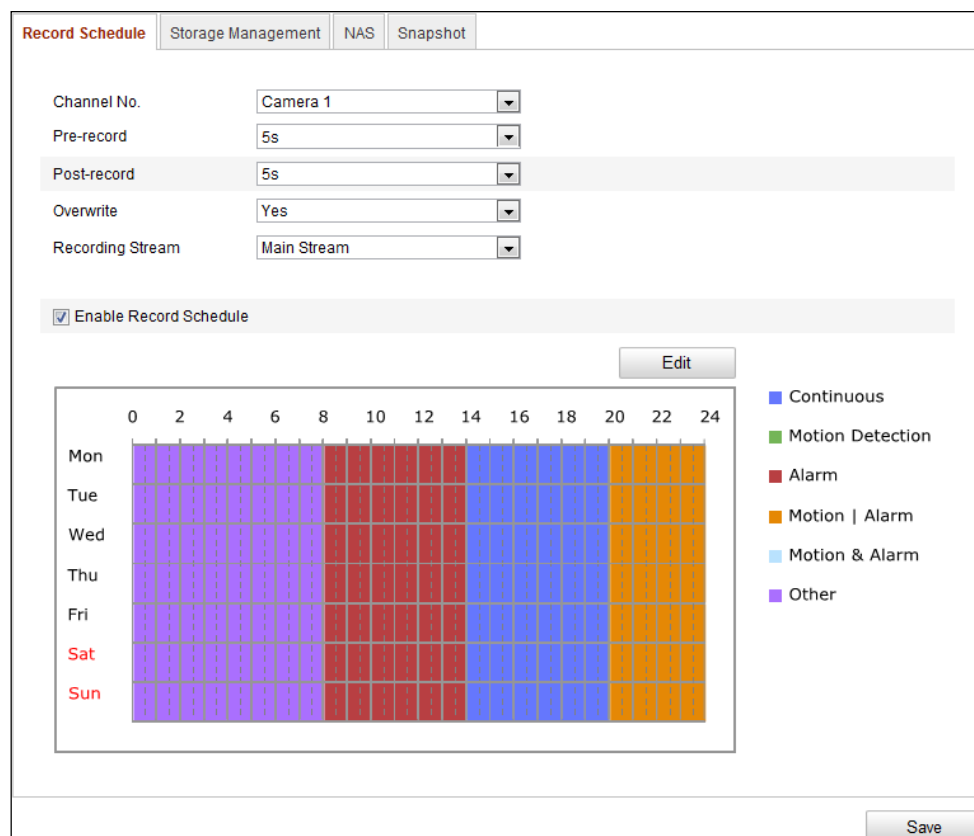 Record Schedule Storage Management NAS Snapshot
Channel No. Camera 1
Pre-record 5s
Post-record 5s
Overwrite Yes
Recording Stream Main Stream
Enable Record Schedule
Edit
0 2 4 6 8 10 12 14 16 18 20 22 24
Mon
Tue
Wed
Thu
Fri
Sat
Sun
Continuous
Motion Detection
Alarm
Motion | Alarm
Motion & Alarm
Other
Save